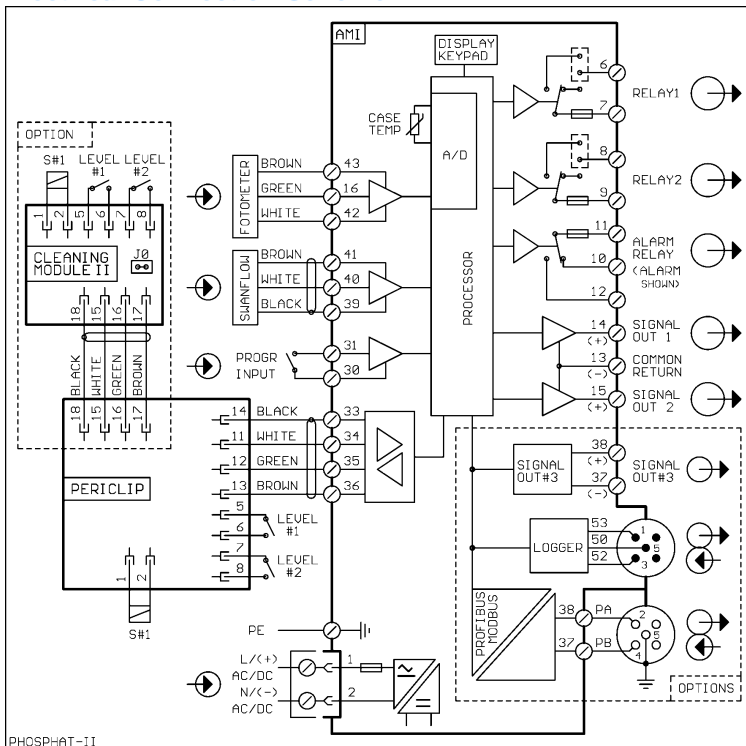 AMI
DISPLAY
KEYPAD
CASE
TEMP
A/D
PROCESSOR
6
RELAY1
7
8
RELAY2
9
11
ALARM
RELAY
10
(ALARM
SHOWN)
12
14
(+)
SIGNAL
OUT 1
13
(-)
COMMON
RETURN
15
(+)
SIGNAL
OUT 2
OPTION
S#1
LEVEL
#1
LEVEL
#2
1
2
5
6
7
8
CLEANING
MODULE II
J0
18
15
16
17
BLACK
WHITE
GREEN
BROWN
18
15
16
17
PERICLIP
FOTOMETER
BROWN
43
GREEN
16
WHITE
42
SWANFLOW
BROWN
41
WHITE
40
BLACK
39
PROGR
INPUT
31
30
14
BLACK
33
11
WHITE
34
12
GREEN
35
13
BROWN
36
5
LEVEL
#1
6
7
LEVEL
#2
8
1
2
S#1
PE
L/(+)
AC/DC
1
N/(-)
AC/DC
2
SIGNAL
OUT#3
38
(+)
37
(-)
SIGNAL
OUT#3
LOGGER
53
50
52
1
5
3
PROFIBUS
MODBUS
38
PA
37
PB
2
5
4
OPTIONS
PHOSPHAT-II